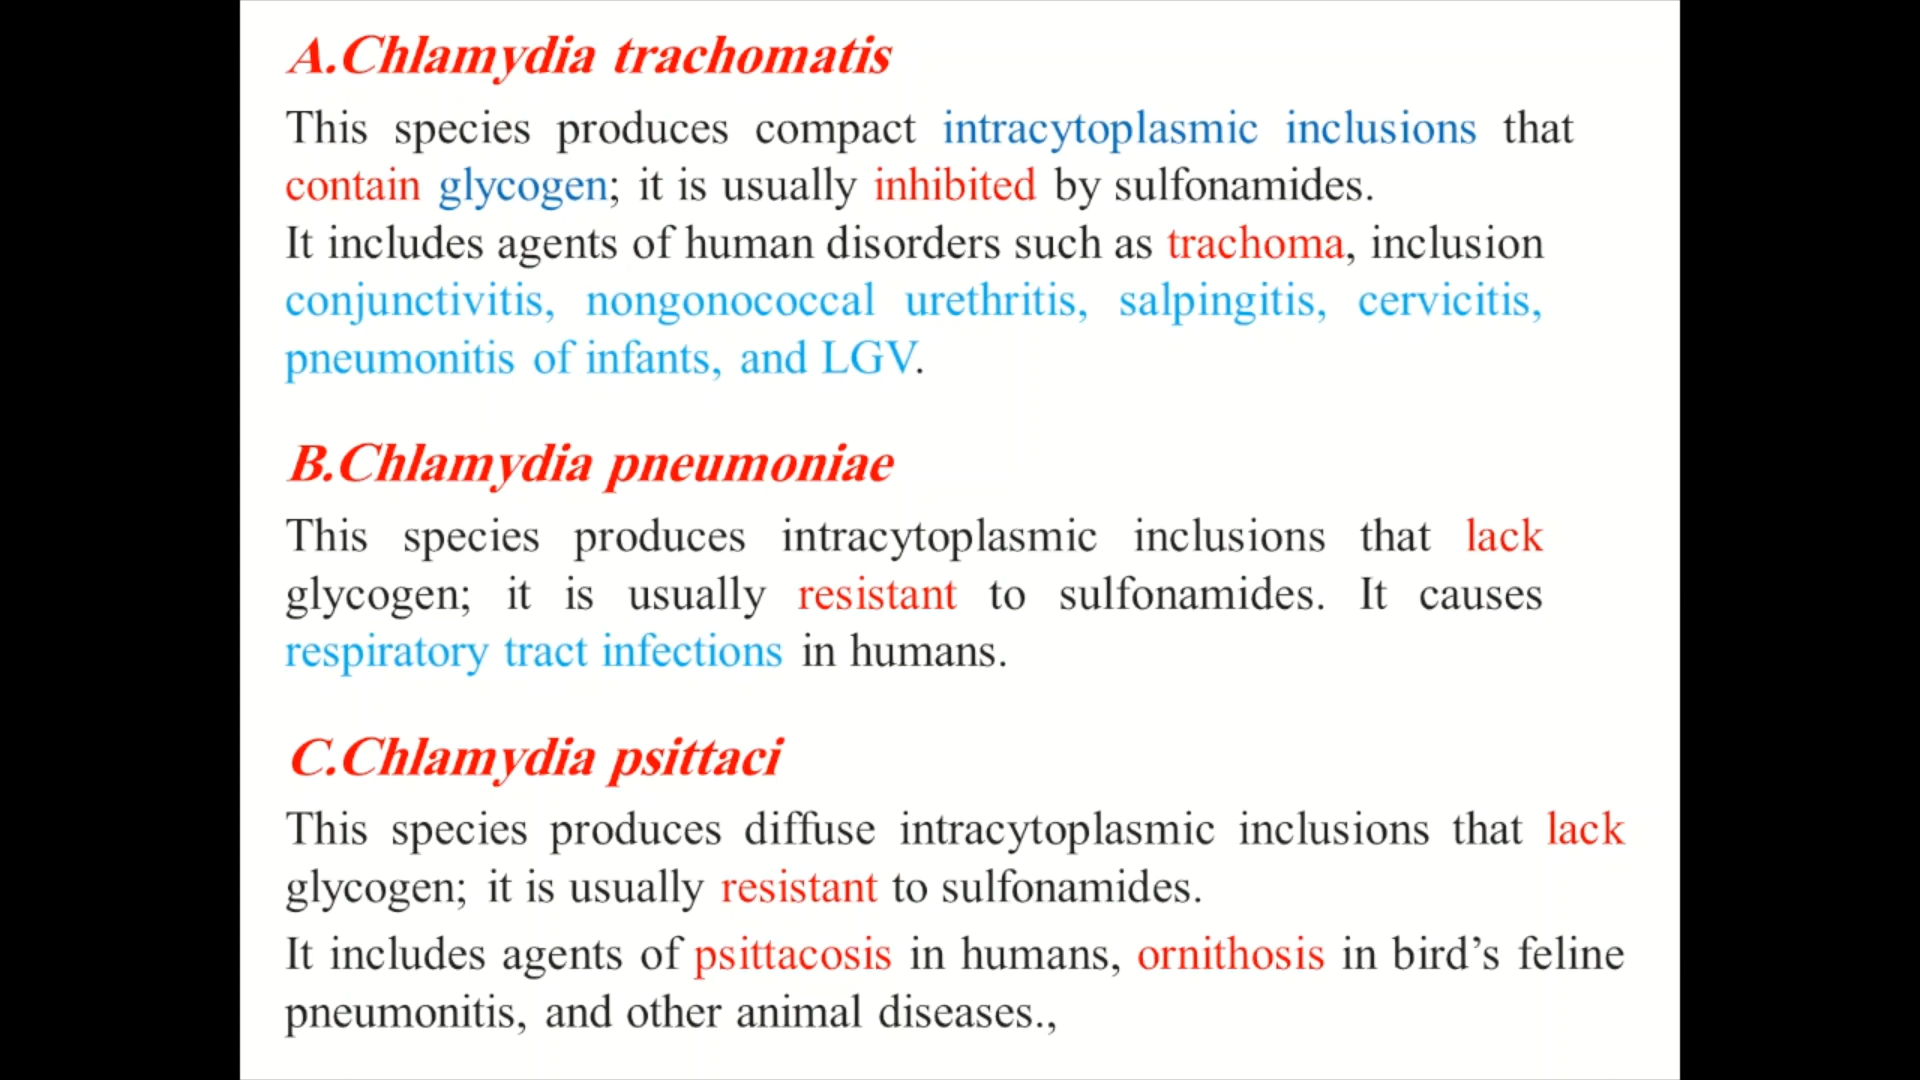 A.Chlamydia trachomatis
This species produces compact intracytoplasmic inclusions that
contain glycogen; it is usually inhibited by sulfonamides.
It includes agents of human disorders such as trachoma, inclusion
conjunctivitis, nongonococcal urethritis, salpingitis, cervicitis,
pneumonitis of infants, and LGV.
B.Chlamydia pneumoniae
This species produces intracytoplasmic inclusions that lack
glycogen; it is usually resistant to sulfonamides. It causes
respiratory tract infections in humans.
C.Chlamydia psittaci
This species produces diffuse intracytoplasmic inclusions that lack
glycogen; it is usually resistant to sulfonamides.
It includes agents of psittacosis in humans, ornithosis in bird’s feline
pneumonitis, and other animal diseases.,